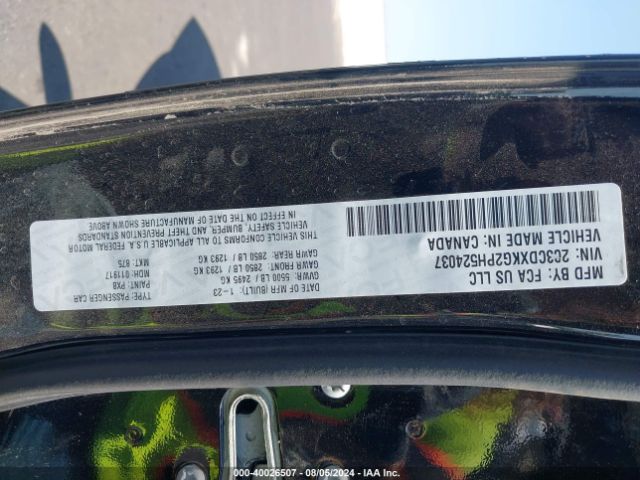 MFD BY: FCA US LLC
DATE OF MFR (BUILT): 1-23
GVWR: 5500 LB / 2495 KG
GAWR FRONT: 2850 LB / 1293 KG
GAWR REAR: 2850 LB / 1293 KG
THIS VEHICLE CONFORMS TO ALL APPLICABLE U.S.A. FEDERAL MOTOR
VEHICLE SAFETY, BUMPER, AND THEFT PREVENTION STANDARDS
IN EFFECT ON THE DATE OF MANUFACTURE SHOWN ABOVE
VIN: 2C3CDXKG2PH524037
VEHICLE MADE IN: CANADA
TYPE: PASSENGER CAR
PAINT: PXB
MDH: 011917
MKT: 975
000-40026507 - 08/05/2024 - IAA Inc.